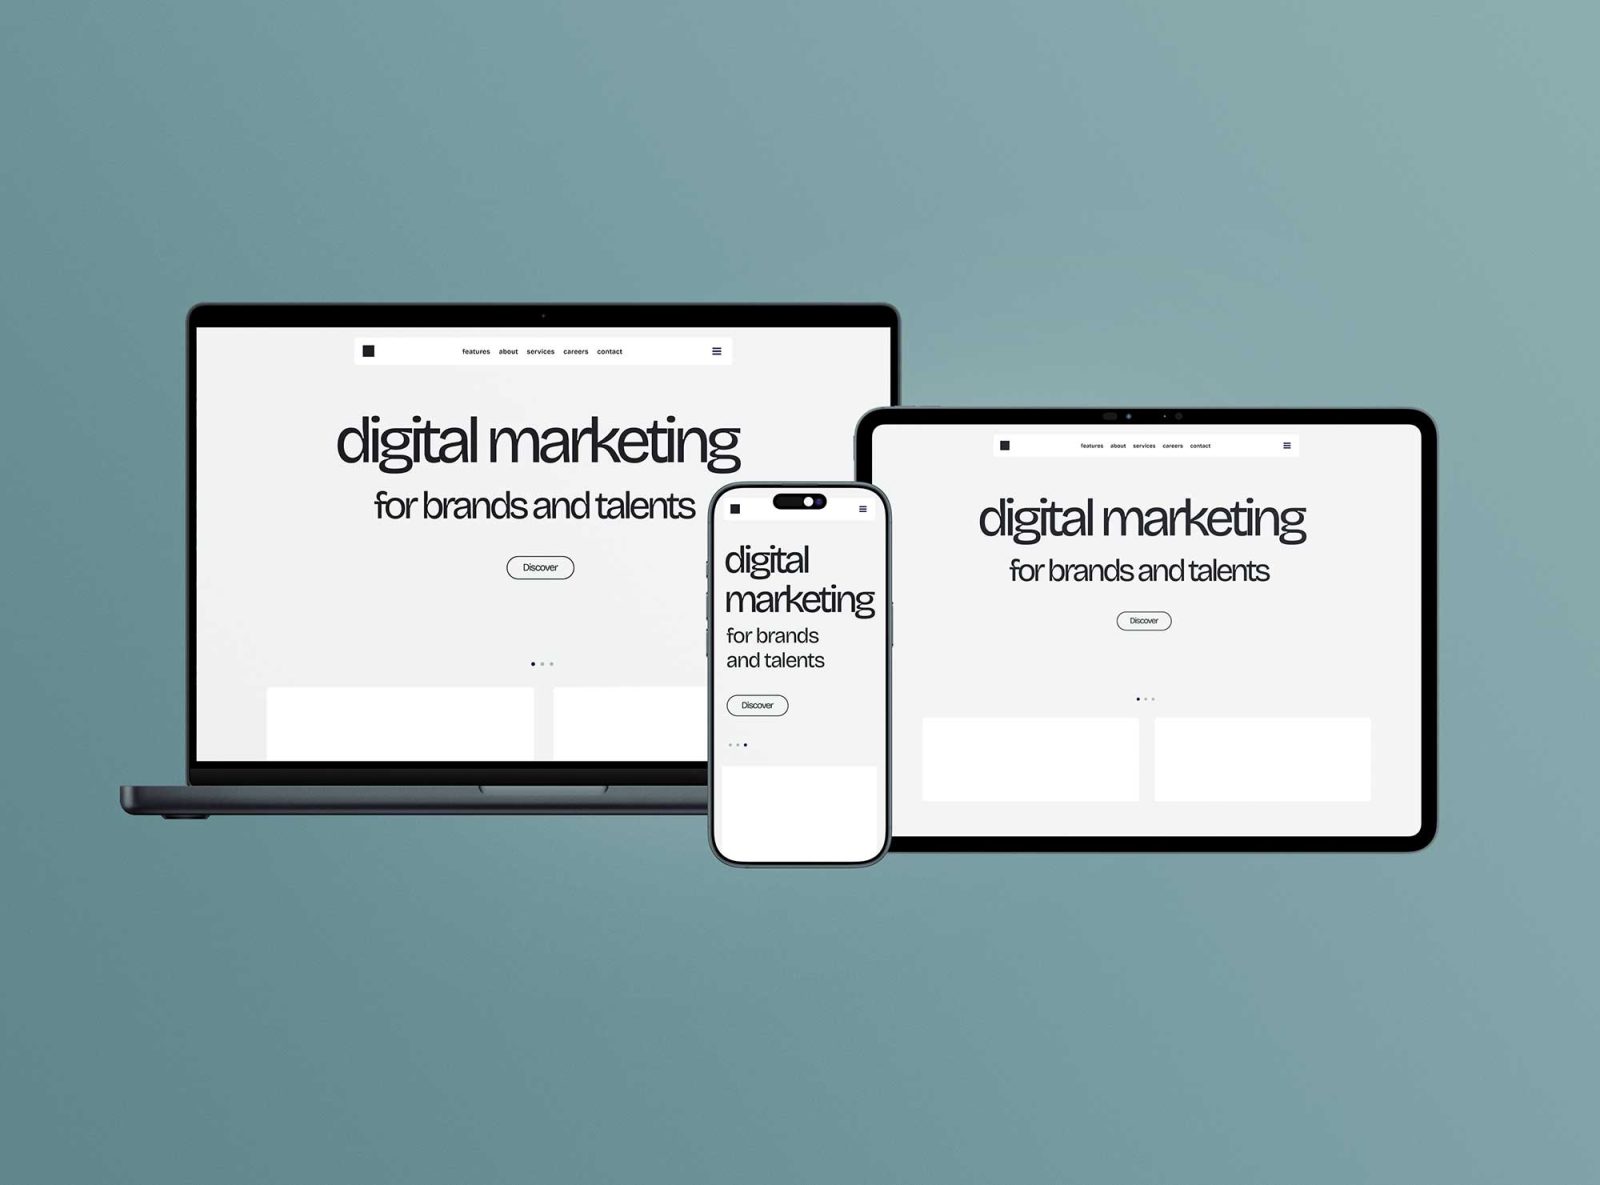 features about services careers contact
digital marketing
for brands and talents
Discover
digital
marketing
for brands
and talents
Discover
features about services careers contact
digital marketing
for brands and talents
Discover